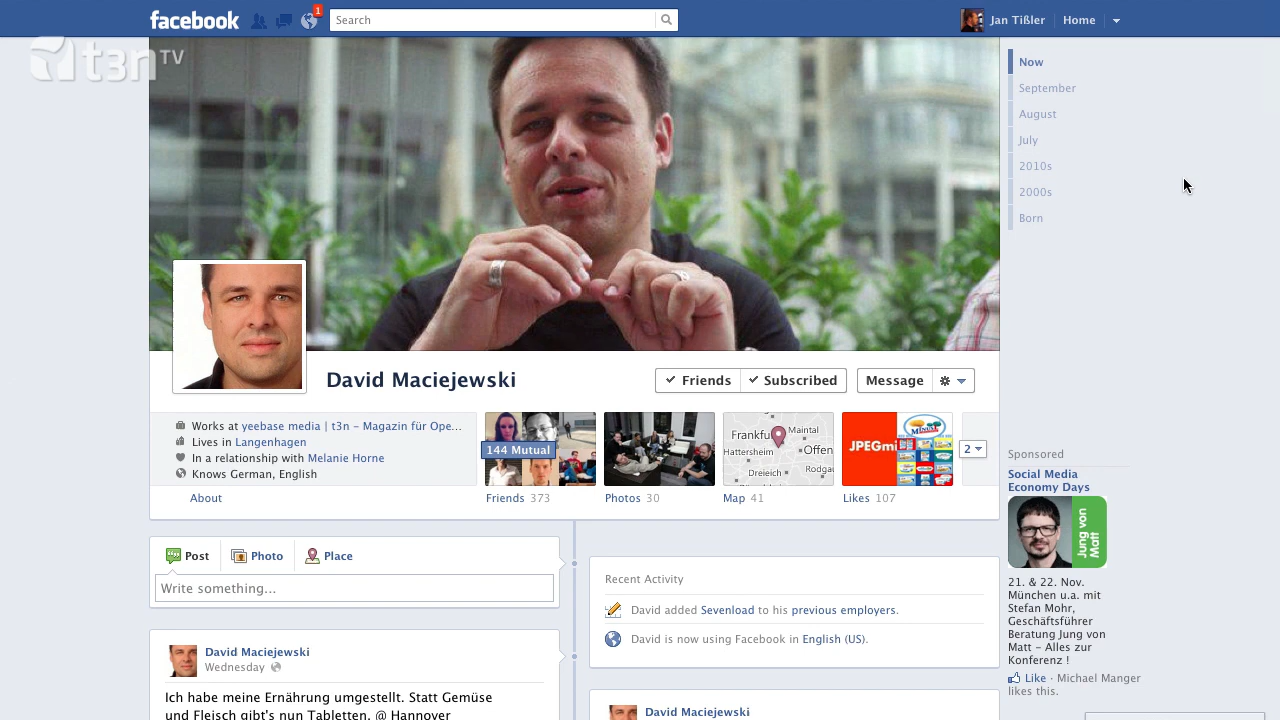 facebook
1
Search
Jan Tißler
Home
t3n TV
Now
September
August
July
2010s
2000s
Born
David Maciejewski
Friends
Subscribed
Message
Works at yeebase media | t3n – Magazin für Ope...
Lives in Langenhagen
In a relationship with Melanie Horne
Knows German, English
About
144 Mutual
Friends 373
Photos 30
Frankfu
Maintal
Hattersheim
Offen
Dreieich
Rodgau
Map 41
JPEGmi
Likes 107
2
Sponsored
Social Media
Economy Days
Jung von
Matt
21. & 22. Nov.
München u.a. mit
Stefan Mohr,
Geschäftsführer
Beratung Jung von
Matt – Alles zur
Konferenz !
Like · Michael Manger
likes this.
Post
Photo
Place
Write something...
Recent Activity
David added Sevenload to his previous employers.
David is now using Facebook in English (US).
David Maciejewski
Wednesday
Ich habe meine Ernährung umgestellt. Statt Gemüse
und Fleisch gibt's nun Tabletten. @ Hannover
David Maciejewski